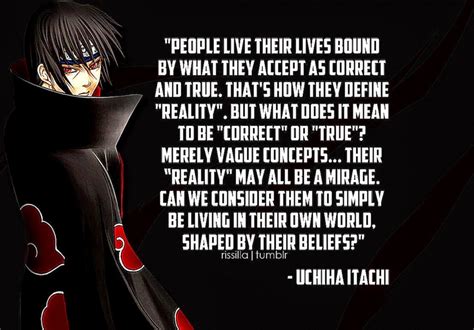 "PEOPLE LIVE THEIR LIVES BOUND
BY WHAT THEY ACCEPT AS CORRECT
AND TRUE. THAT'S HOW THEY DEFINE
"REALITY". BUT WHAT DOES IT MEAN
TO BE "CORRECT" OR "TRUE"?
MERELY VAGUE CONCEPTS... THEIR
"REALITY" MAY ALL BE A MIRAGE.
CAN WE CONSIDER THEM TO SIMPLY
BE LIVING IN THEIR OWN WORLD,
SHAPED BY THEIR BELIEFS?"
rissilla | tumblr
- UCHIHA ITACHI